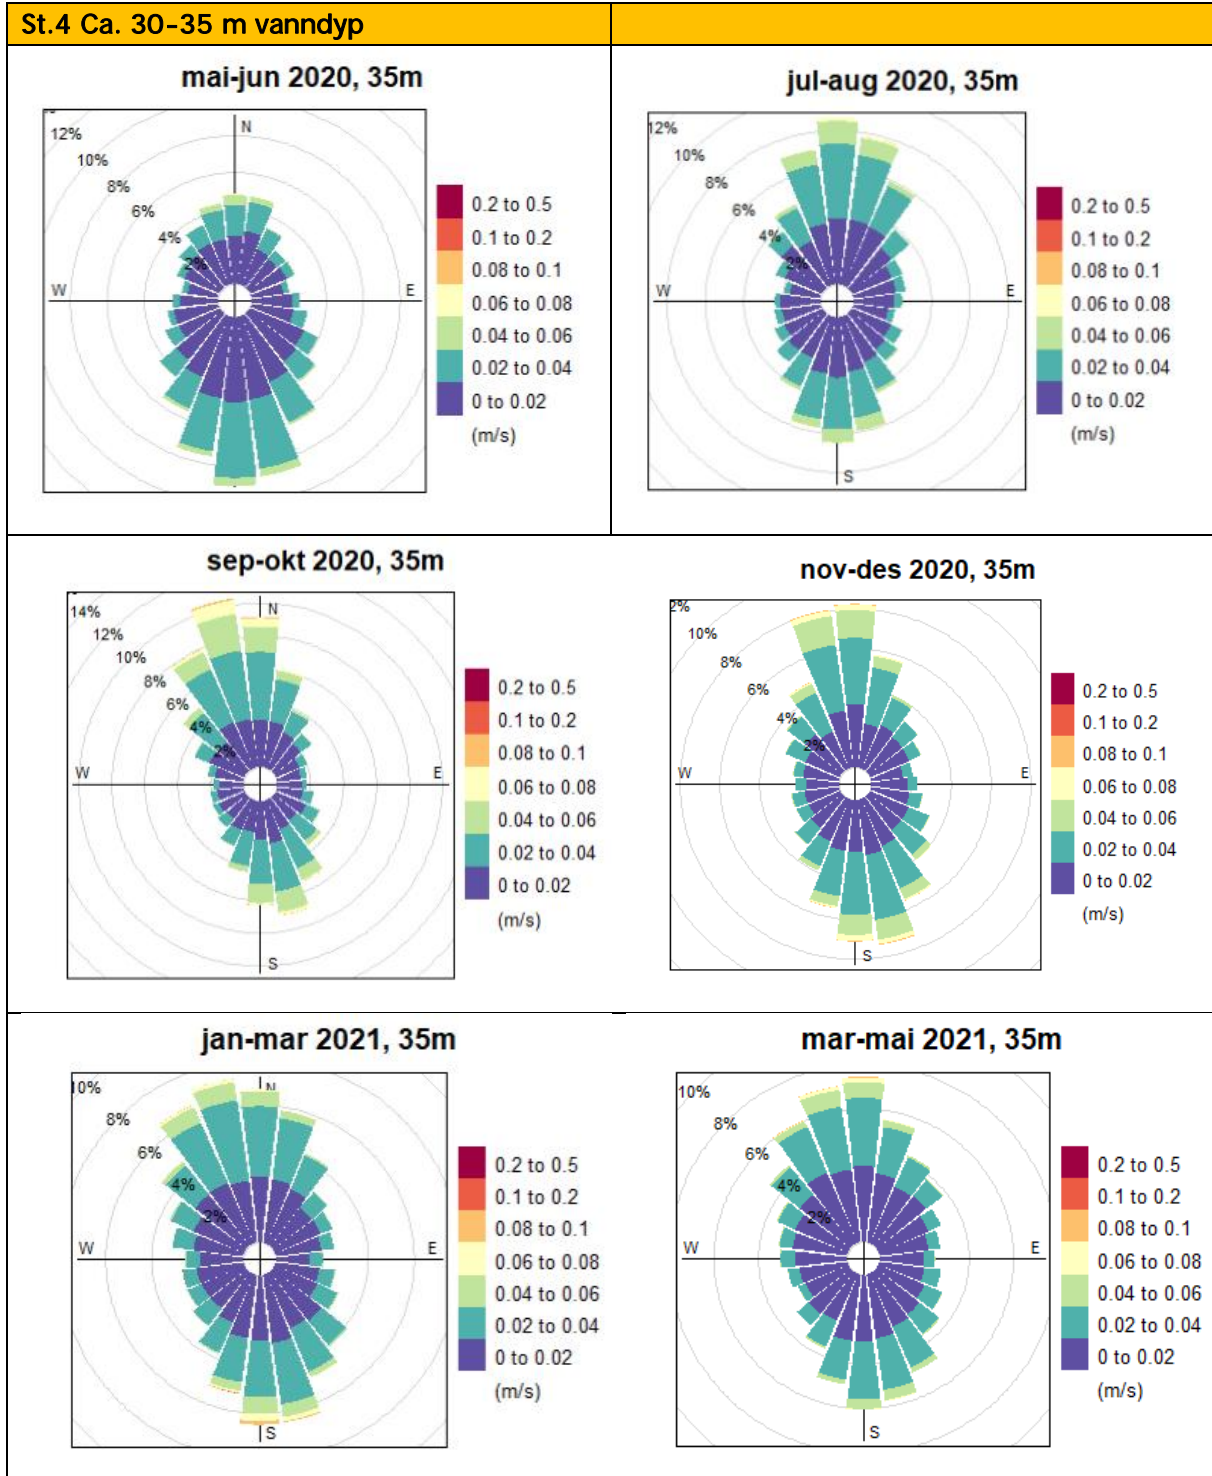 St.4 Ca. 30-35 m vanndyp
mai-jun 2020, 35m
12%
10%
8%
6%
4%
2%
N
W
E
0.2 to 0.5
0.1 to 0.2
0.08 to 0.1
0.06 to 0.08
0.04 to 0.06
0.02 to 0.04
0 to 0.02
(m/s)
jul-aug 2020, 35m
12%
10%
8%
6%
4%
2%
W
E
S
0.2 to 0.5
0.1 to 0.2
0.08 to 0.1
0.06 to 0.08
0.04 to 0.06
0.02 to 0.04
0 to 0.02
(m/s)
sep-okt 2020, 35m
14%
12%
10%
8%
6%
4%
2%
N
W
E
S
0.2 to 0.5
0.1 to 0.2
0.08 to 0.1
0.06 to 0.08
0.04 to 0.06
0.02 to 0.04
0 to 0.02
(m/s)
nov-des 2020, 35m
2%
10%
8%
6%
4%
2%
W
E
S
0.2 to 0.5
0.1 to 0.2
0.08 to 0.1
0.06 to 0.08
0.04 to 0.06
0.02 to 0.04
0 to 0.02
(m/s)
jan-mar 2021, 35m
10%
8%
6%
4%
2%
N
W
E
S
0.2 to 0.5
0.1 to 0.2
0.08 to 0.1
0.06 to 0.08
0.04 to 0.06
0.02 to 0.04
0 to 0.02
(m/s)
mar-mai 2021, 35m
10%
8%
6%
4%
2%
W
E
S
0.2 to 0.5
0.1 to 0.2
0.08 to 0.1
0.06 to 0.08
0.04 to 0.06
0.02 to 0.04
0 to 0.02
(m/s)